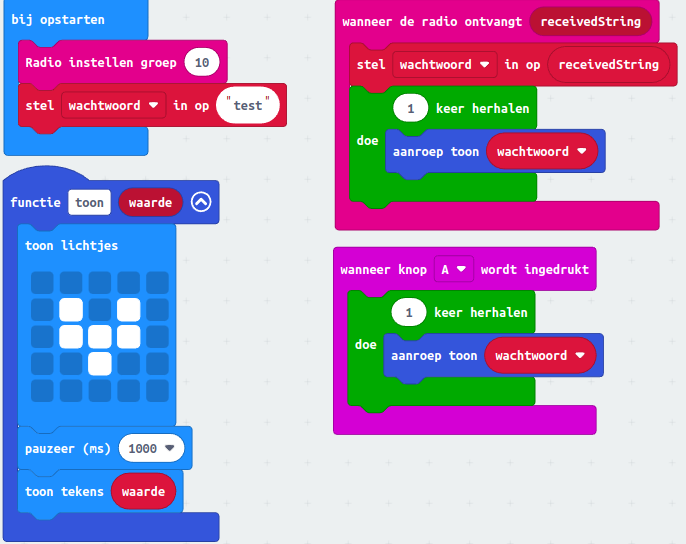 bij opstarten
Radio instellen groep 10
stel wachtwoord in op "test"
functie toon waarde
toon lichtjes
pauzeer (ms) 1000
toon tekens waarde
wanneer de radio ontvangt receivedString
stel wachtwoord in op receivedString
1 keer herhalen
doe
aanroep toon wachtwoord
wanneer knop A wordt ingedrukt
1 keer herhalen
doe
aanroep toon wachtwoord